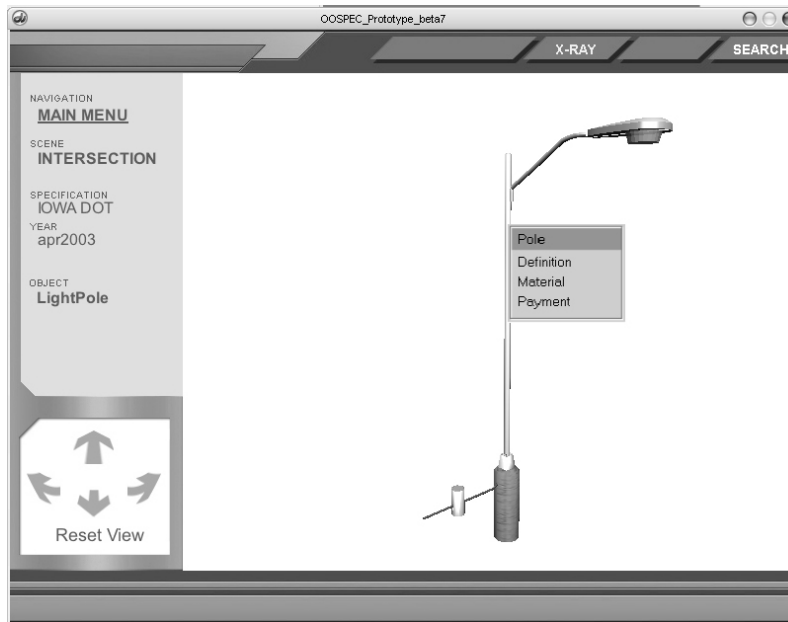 OOSPEC_Prototype_beta7
X-RAY
SEARCH
NAVIGATION
MAIN MENU
SCENE
INTERSECTION
SPECIFICATION
IOWA DOT
YEAR
apr2003
OBJECT
LightPole
Pole
Definition
Material
Payment
Reset View